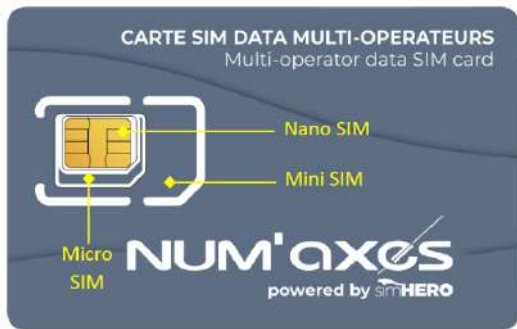 CARTE SIM DATA MULTI-OPERATEURS
Multi-operator data SIM card
Nano SIM
Mini SIM
Micro
SIM
NUM'axes
powered by simHERO